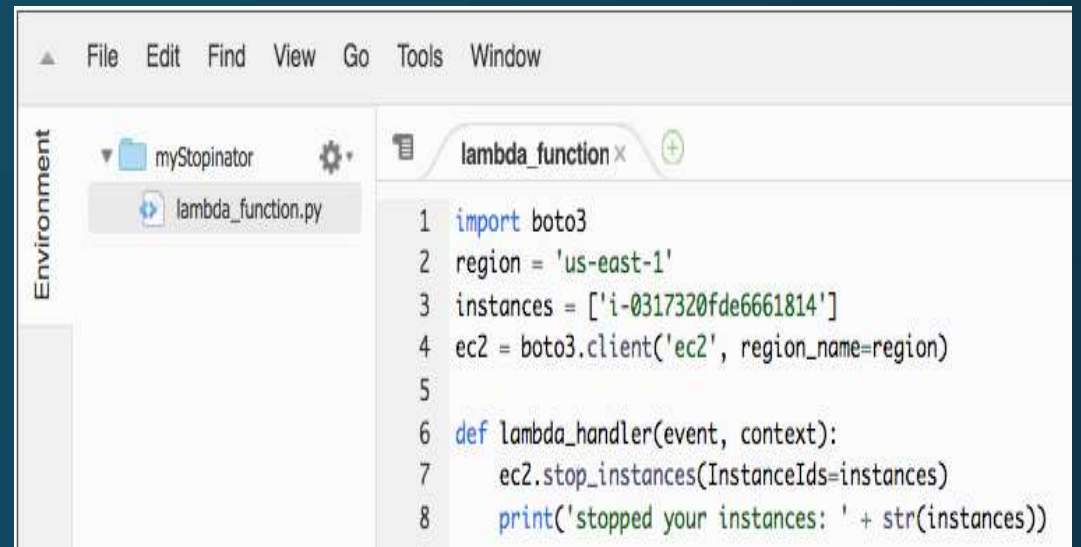 File Edit Find View Go Tools Window
Environment
myStopinator
lambda_function.py
lambda_function ×
1 import boto3
2 region = 'us-east-1'
3 instances = ['i-0317320fde6661814']
4 ec2 = boto3.client('ec2', region_name=region)
5
6 def lambda_handler(event, context):
7     ec2.stop_instances(InstanceIds=instances)
8     print('stopped your instances: ' + str(instances))